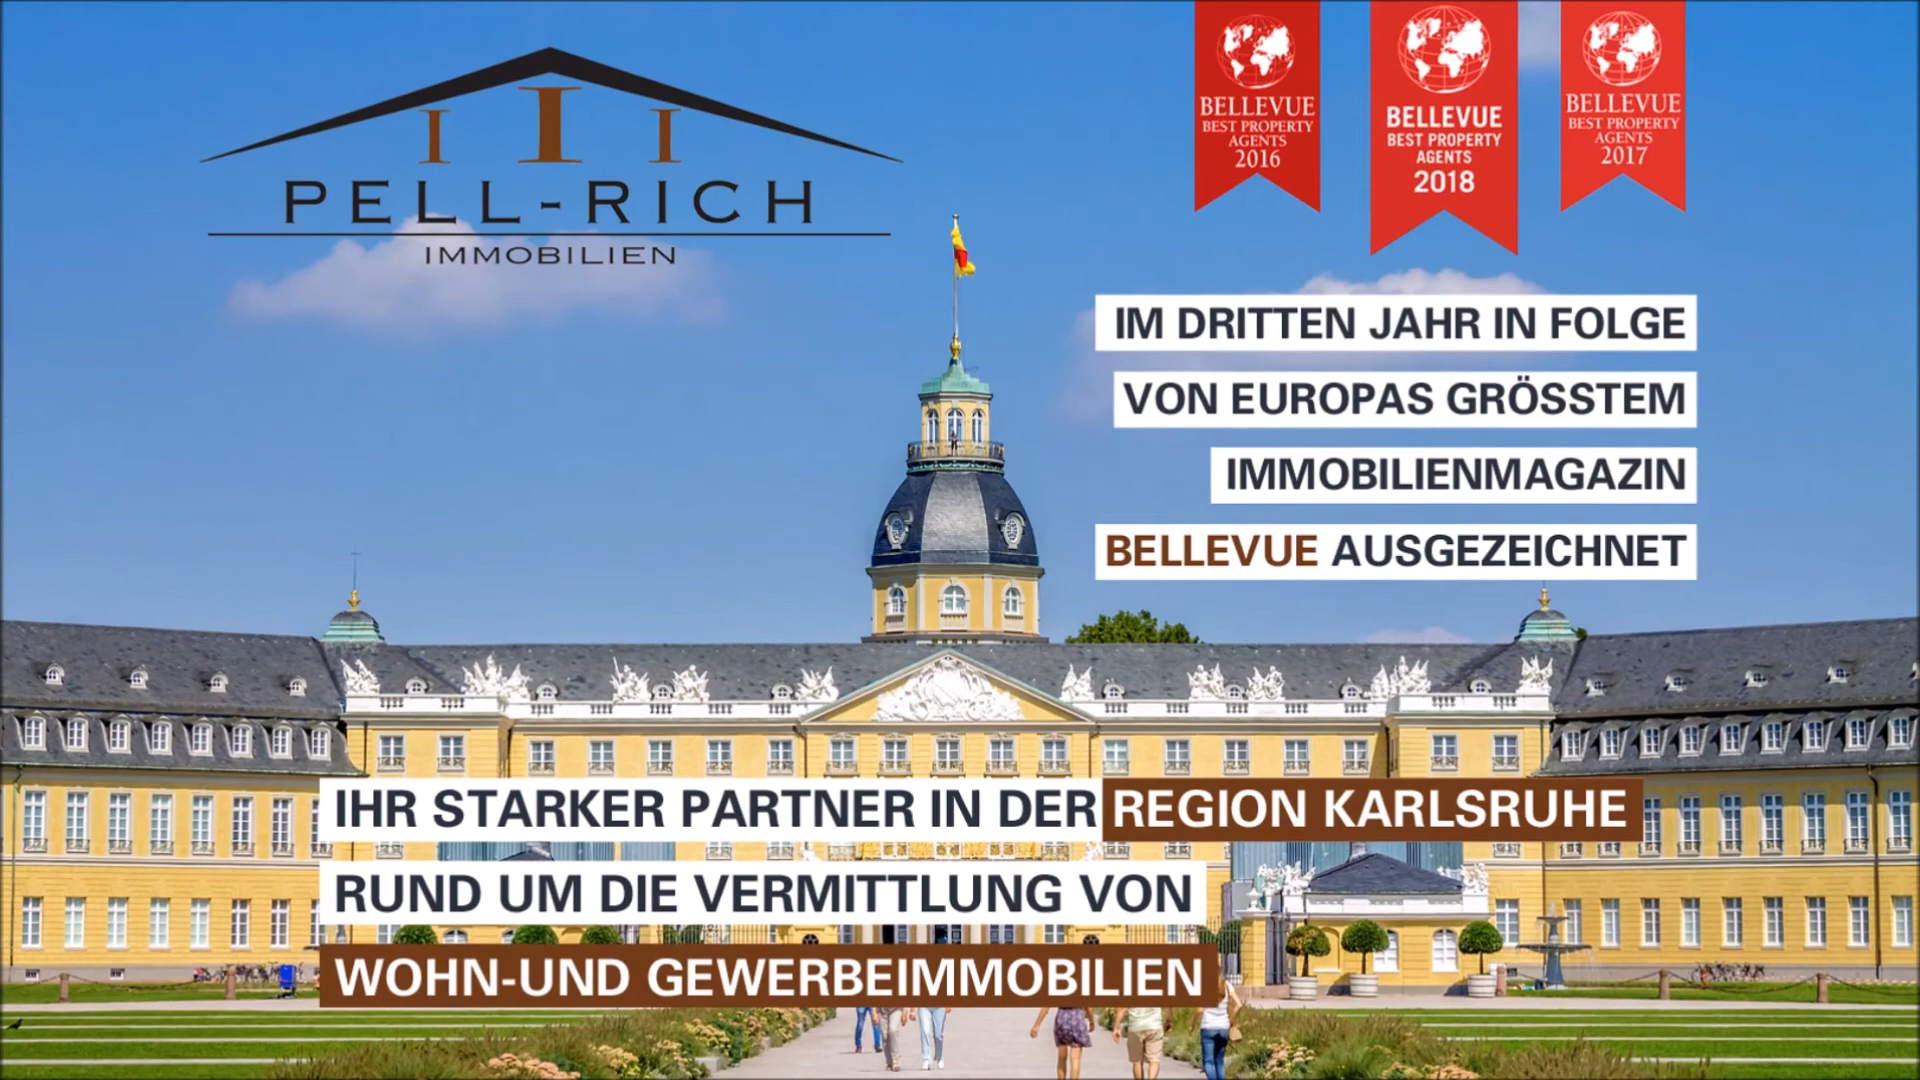 PELL-RICH
IMMOBILIEN
BELLEVUE
BEST PROPERTY
AGENTS
2016
BELLEVUE
BEST PROPERTY
AGENTS
2018
BELLEVUE
BEST PROPERTY
AGENTS
2017
IM DRITTEN JAHR IN FOLGE
VON EUROPAS GRÖSSTEM
IMMOBILIENMAGAZIN
BELLEVUE AUSGEZEICHNET
IHR STARKER PARTNER IN DER REGION KARLSRUHE
RUND UM DIE VERMITTLUNG VON
WOHN-UND GEWERBEIMMOBILIEN